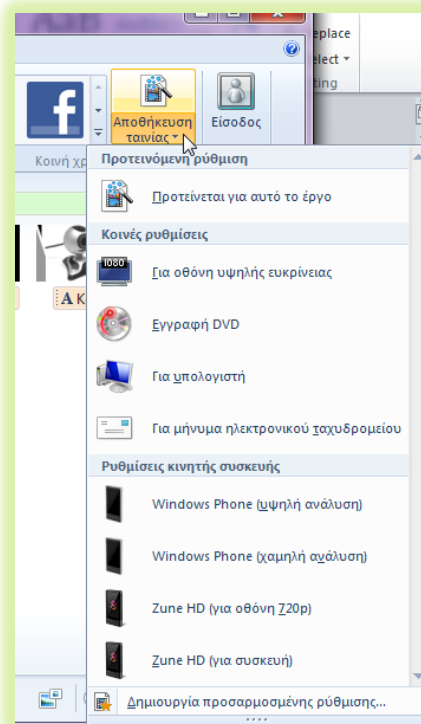 eplace
elect
ting
Αποθήκευση
ταινίας
Είσοδος
Κοινή χρ
Προτεινόμενη ρύθμιση
Προτείνεται για αυτό το έργο
Κοινές ρυθμίσεις
1080
Για οθόνη υψηλής ευκρίνειας
Εγγραφή DVD
Για υπολογιστή
Για μήνυμα ηλεκτρονικού ταχυδρομείου
Ρυθμίσεις κινητής συσκευής
Windows Phone (υψηλή ανάλυση)
Windows Phone (χαμηλή ανάλυση)
Zune HD (για οθόνη 720p)
Zune HD (για συσκευή)
Δημιουργία προσαρμοσμένης ρύθμισης...